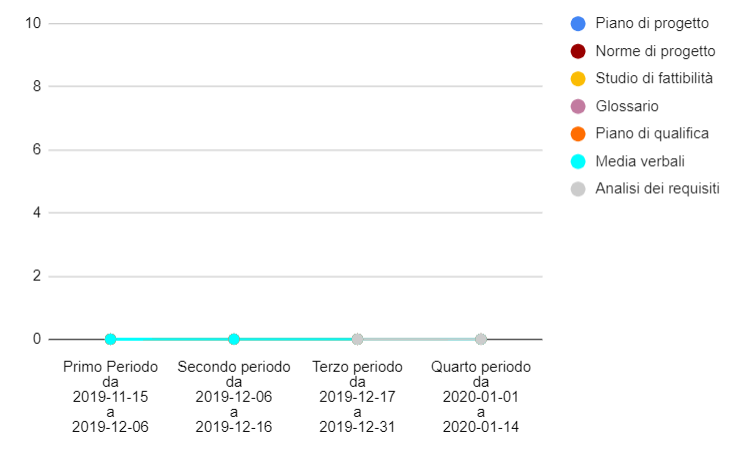 10
8
6
4
2
0
Primo Periodo
da
2019-11-15
a
2019-12-06
Secondo periodo
da
2019-12-06
a
2019-12-16
Terzo periodo
da
2019-12-17
a
2019-12-31
Quarto periodo
da
2020-01-01
a
2020-01-14
Piano di progetto
Norme di progetto
Studio di fattibilità
Glossario
Piano di qualifica
Media verbali
Analisi dei requisiti